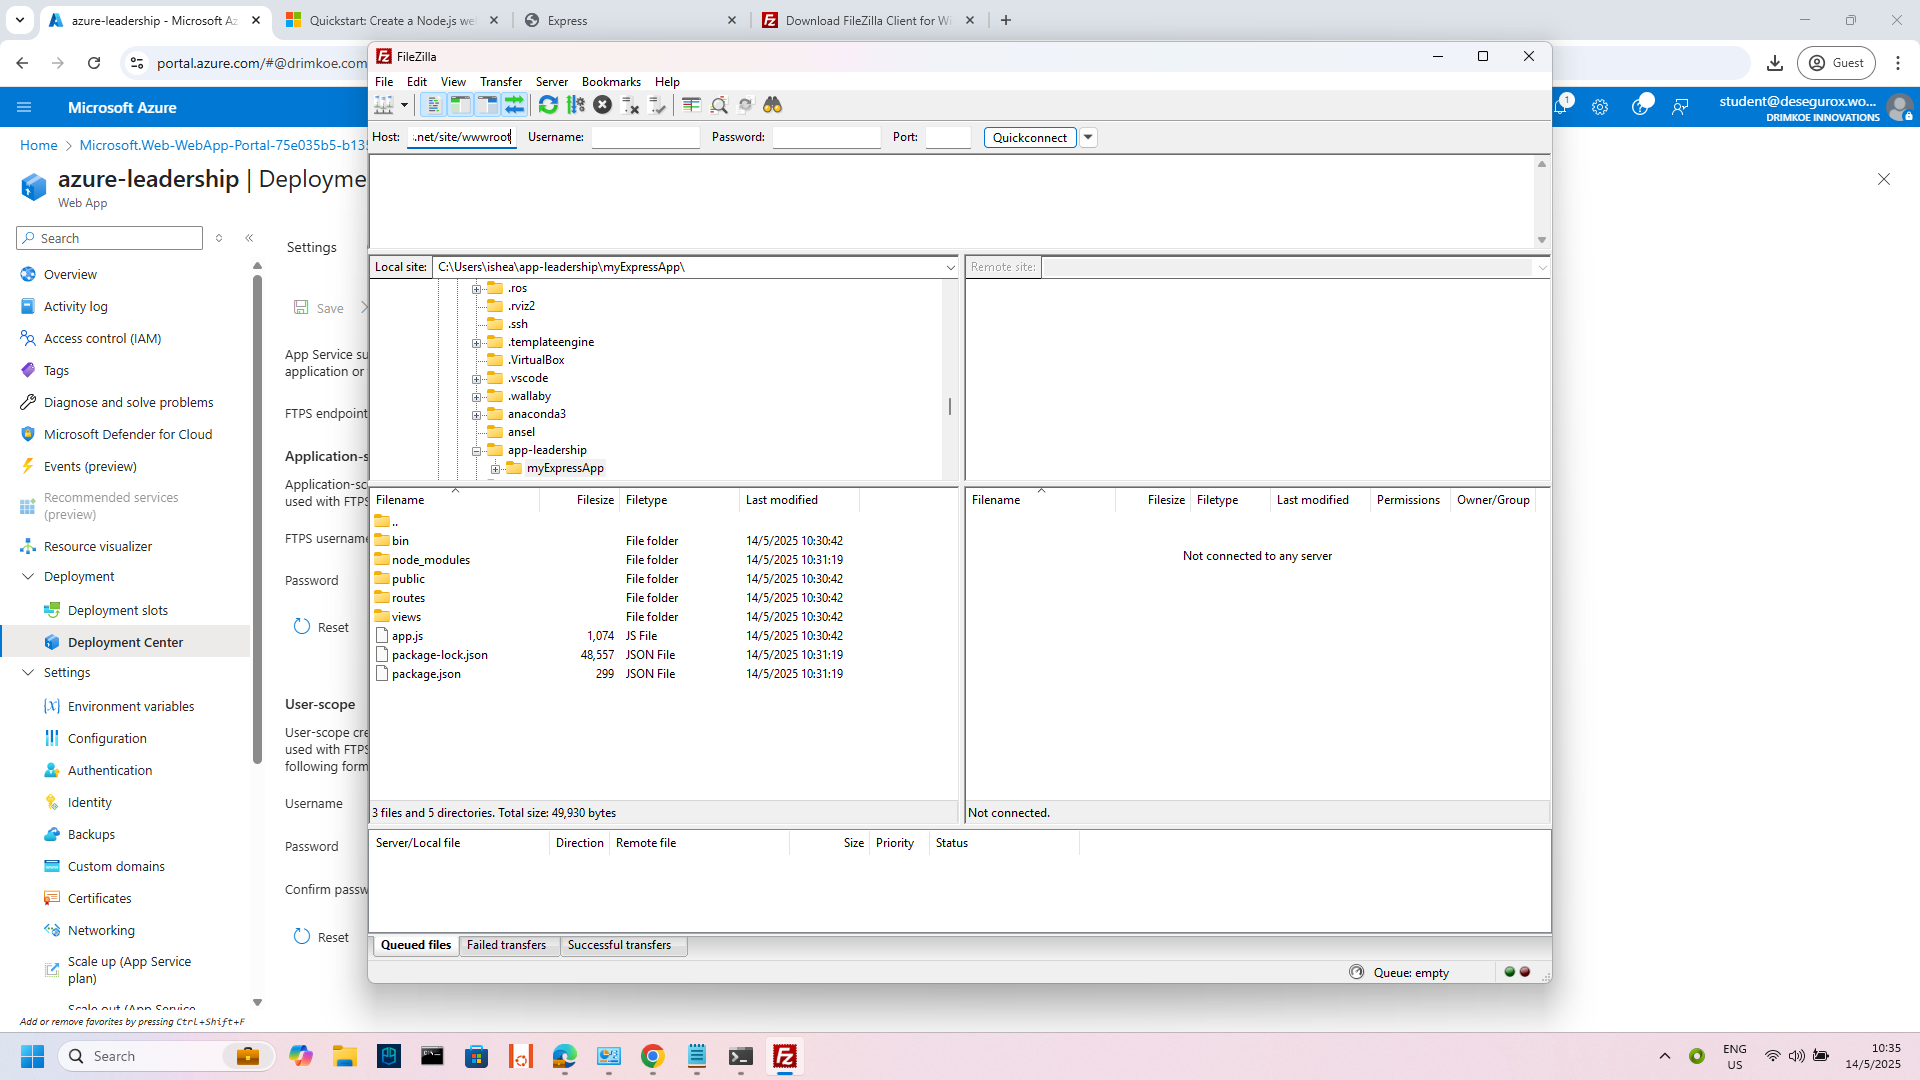 azure-leadership - Microsoft Az
Quickstart: Create a Node.js we
Express
Download FileZilla Client for Wi
portal.azure.com/#@drimkoe.com
Guest
Microsoft Azure
1
student@desegurox.wo...
DRIMKOE INNOVATIONS
Home > Microsoft.Web-WebApp-Portal-75e035b5-b135
azure-leadership | Deployme
Web App
Search
Overview
Activity log
Access control (IAM)
Tags
Diagnose and solve problems
Microsoft Defender for Cloud
Events (preview)
Recommended services
(preview)
Resource visualizer
Deployment
Deployment slots
Deployment Center
Settings
Environment variables
Configuration
Authentication
Identity
Backups
Custom domains
Certificates
Networking
Scale up (App Service
plan)
Scale out (App Service
Add or remove favorites by pressing Ctrl+Shift+F
Settings
Save
App Service su
application or
FTPS endpoint
Application-s
Application-sc
used with FTPS
FTPS username
Password
Reset
User-scope
User-scope cre
used with FTPS
following form
Username
Password
Confirm passw
Reset
FileZilla
File Edit View Transfer Server Bookmarks Help
Host: .net/site/wwwroot Username: Password: Port: Quickconnect
Local site: C:\Users\ishea\app-leadership\myExpressApp\
.ros
.rviz2
.ssh
.templateengine
.VirtualBox
.vscode
.wallaby
anaconda3
ansel
app-leadership
myExpressApp
Filename Filesize Filetype Last modified
..
bin File folder 14/5/2025 10:30:42
node_modules File folder 14/5/2025 10:31:19
public File folder 14/5/2025 10:30:42
routes File folder 14/5/2025 10:30:42
views File folder 14/5/2025 10:30:42
app.js 1,074 JS File 14/5/2025 10:30:42
package-lock.json 48,557 JSON File 14/5/2025 10:31:19
package.json 299 JSON File 14/5/2025 10:31:19
3 files and 5 directories. Total size: 49,930 bytes
Remote site:
Filename Filesize Filetype Last modified Permissions Owner/Group
Not connected to any server
Not connected.
Server/Local file Direction Remote file Size Priority Status
Queued files Failed transfers Successful transfers
Queue: empty
Search
ENG
US
10:35
14/5/2025